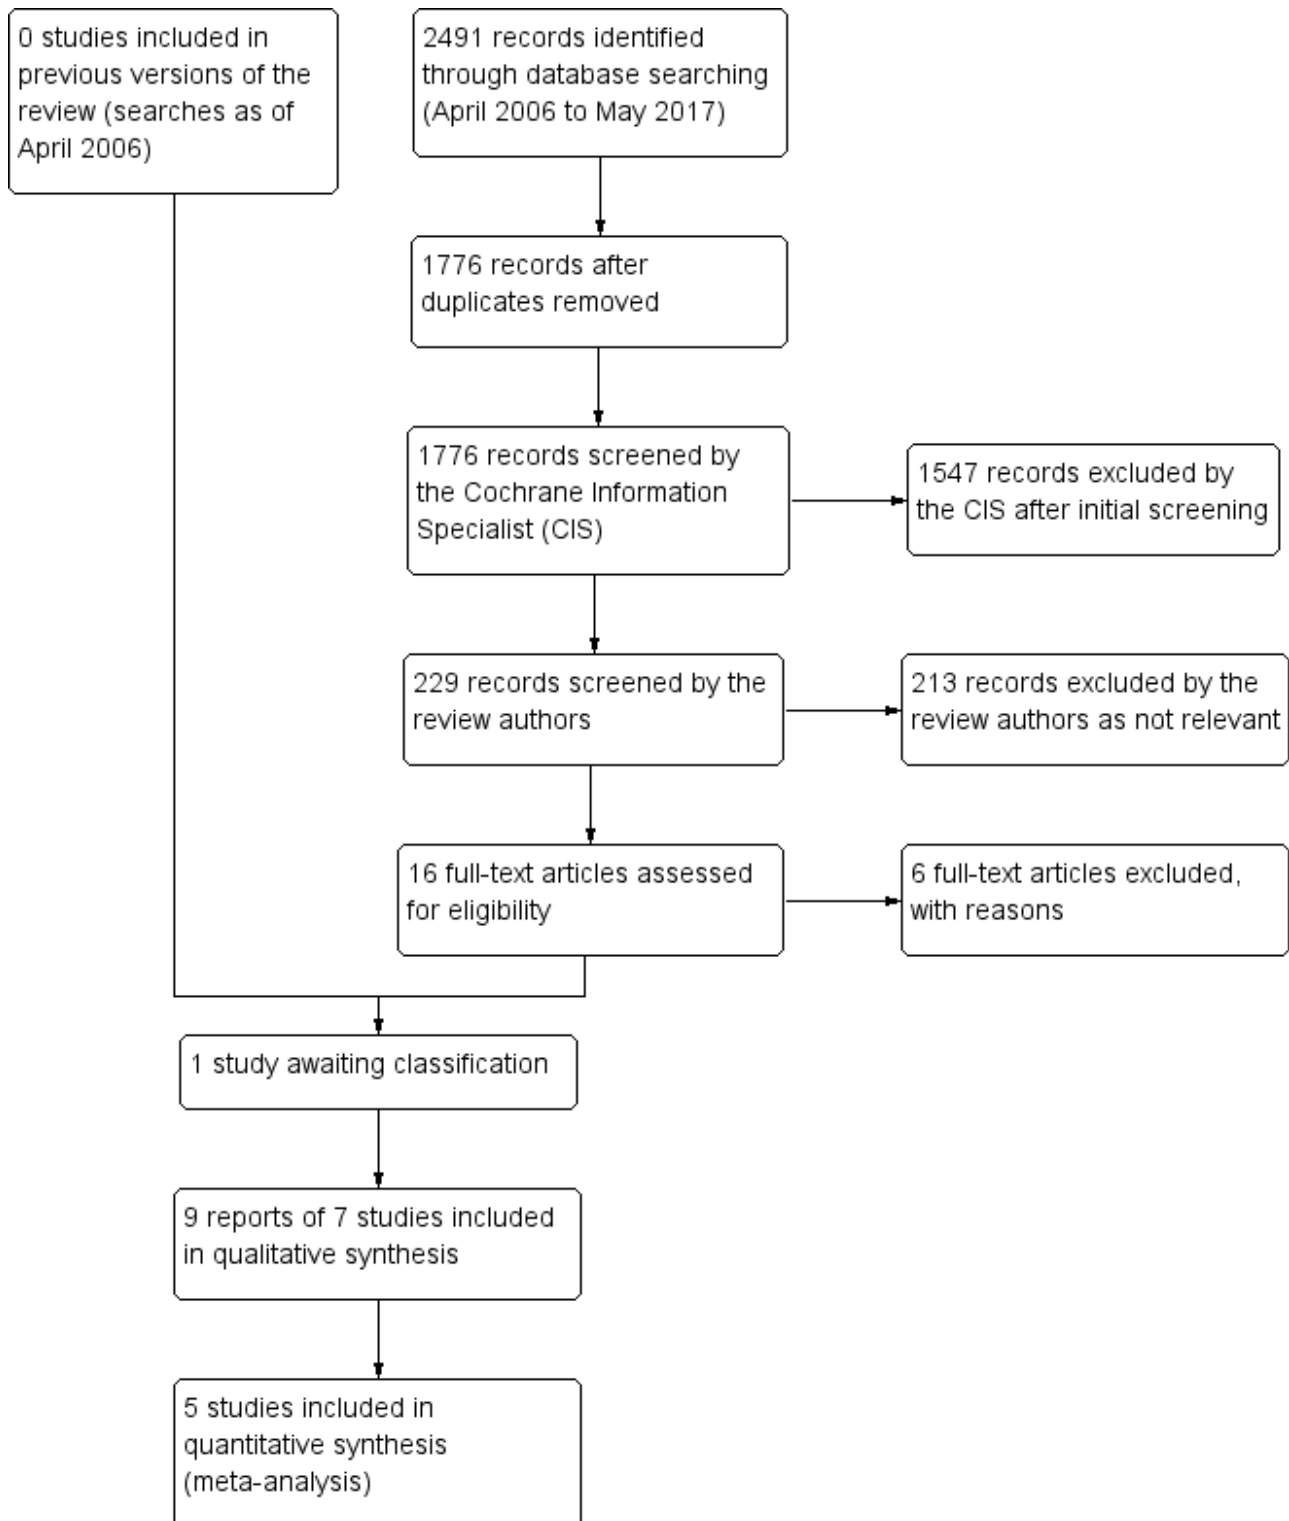 0 studies included in
previous versions of the
review (searches as of
April 2006)
2491 records identified
through database searching
(April 2006 to May 2017)
1776 records after
duplicates removed
1776 records screened by
the Cochrane Information
Specialist (CIS)
1547 records excluded by
the CIS after initial screening
229 records screened by the
review authors
213 records excluded by the
review authors as not relevant
16 full-text articles assessed
for eligibility
6 full-text articles excluded,
with reasons
1 study awaiting classification
9 reports of 7 studies included
in qualitative synthesis
5 studies included in
quantitative synthesis
(meta-analysis)